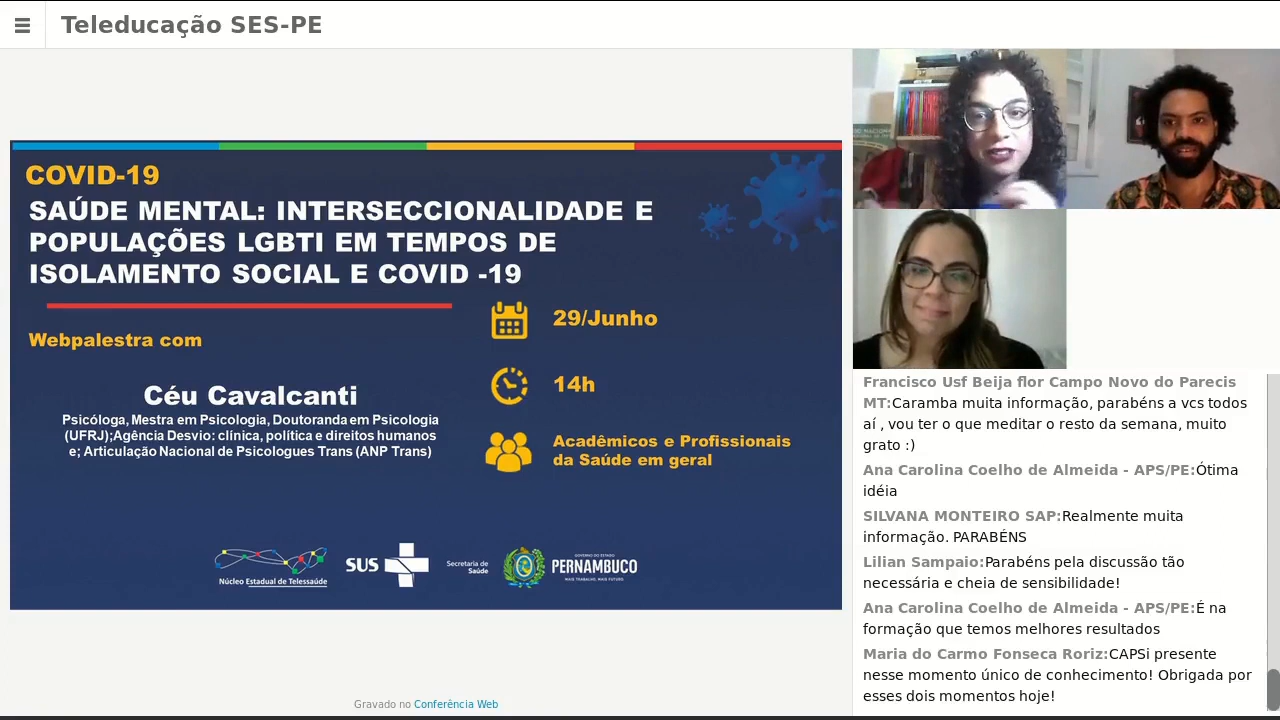 Teleducação SES-PE
COVID-19
SAÚDE MENTAL: INTERSECCIONALIDADE E
POPULAÇÕES LGBTI EM TEMPOS DE
ISOLAMENTO SOCIAL E COVID -19
Webpalestra com
Céu Cavalcanti
Psicóloga, Mestra em Psicologia, Doutoranda em Psicologia
(UFRJ);Agência Desvio: clínica, política e direitos humanos
e; Articulação Nacional de Psicologues Trans (ANP Trans)
29/Junho
14h
Acadêmicos e Profissionais
da Saúde em geral
Núcleo Estadual de Telessaúde
SUS
Secretaria de
Saúde
GOVERNO DO ESTADO
PERNAMBUCO
MAIS TRABALHO, MAIS FUTURO.
Gravado no Conferência Web
Francisco Usf Beija flor Campo Novo do Parecis
MT:Caramba muita informação, parabéns a vcs todos
aí , vou ter o que meditar o resto da semana, muito
grato :)
Ana Carolina Coelho de Almeida - APS/PE:Ótima
idéia
SILVANA MONTEIRO SAP:Realmente muita
informação. PARABÉNS
Lilian Sampaio:Parabéns pela discussão tão
necessária e cheia de sensibilidade!
Ana Carolina Coelho de Almeida - APS/PE:É na
formação que temos melhores resultados
Maria do Carmo Fonseca Roriz:CAPSi presente
nesse momento único de conhecimento! Obrigada por
esses dois momentos hoje!